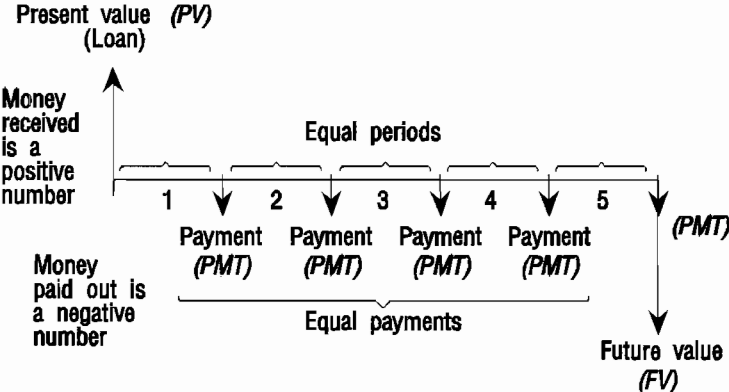 Present value (PV)
(Loan)
Money
received
is a
positive
number
Equal periods
1 2 3 4 5
Payment Payment Payment Payment
(PMT) (PMT) (PMT) (PMT)
(PMT)
Money
paid out is
a negative
number
Equal payments
Future value
(FV)